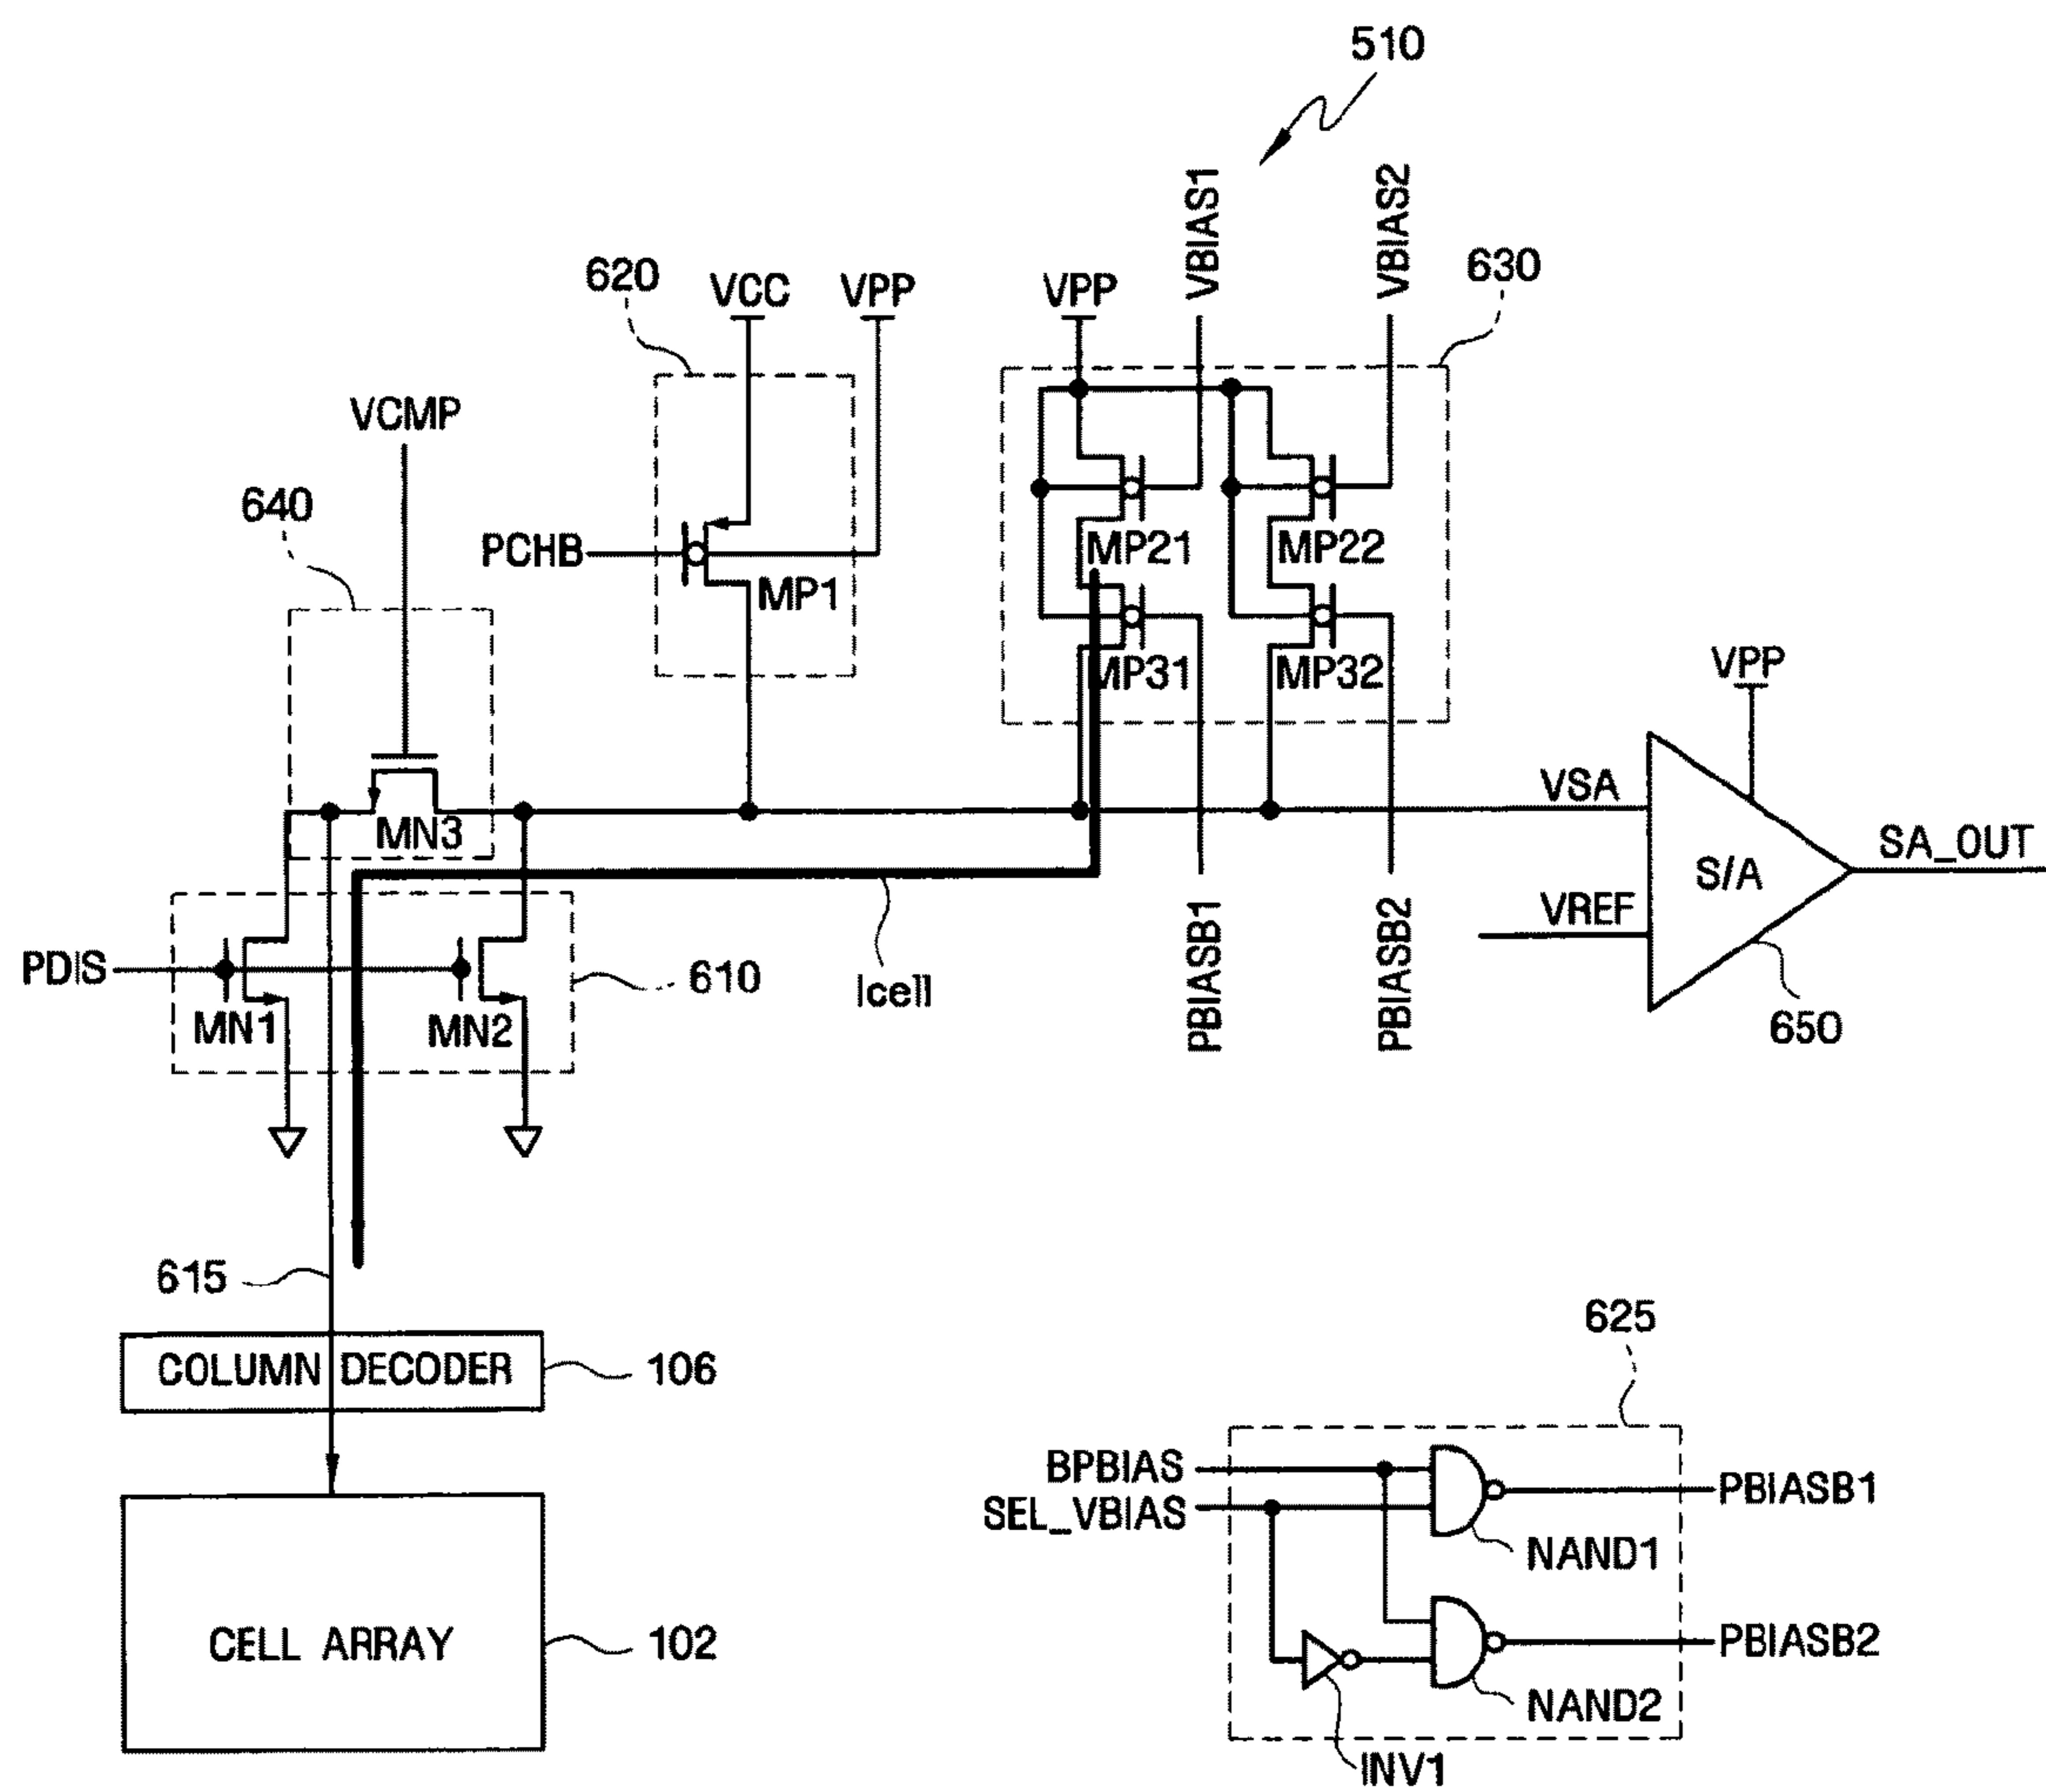 510
VBIAS1
VBIAS2
620
VCC
VPP
VPP
630
VCMP
640
PCHB
MP1
MP21
MP22
MP31
MP32
VPP
MN3
VSA
S/A
SA_OUT
VREF
PDIS
MN1
MN2
610
Icell
PBIASB1
PBIASB2
650
615
COLUMN DECODER
106
625
BPBIAS
SEL_VBIAS
PBIASB1
NAND1
CELL ARRAY
102
PBIASB2
NAND2
INV1